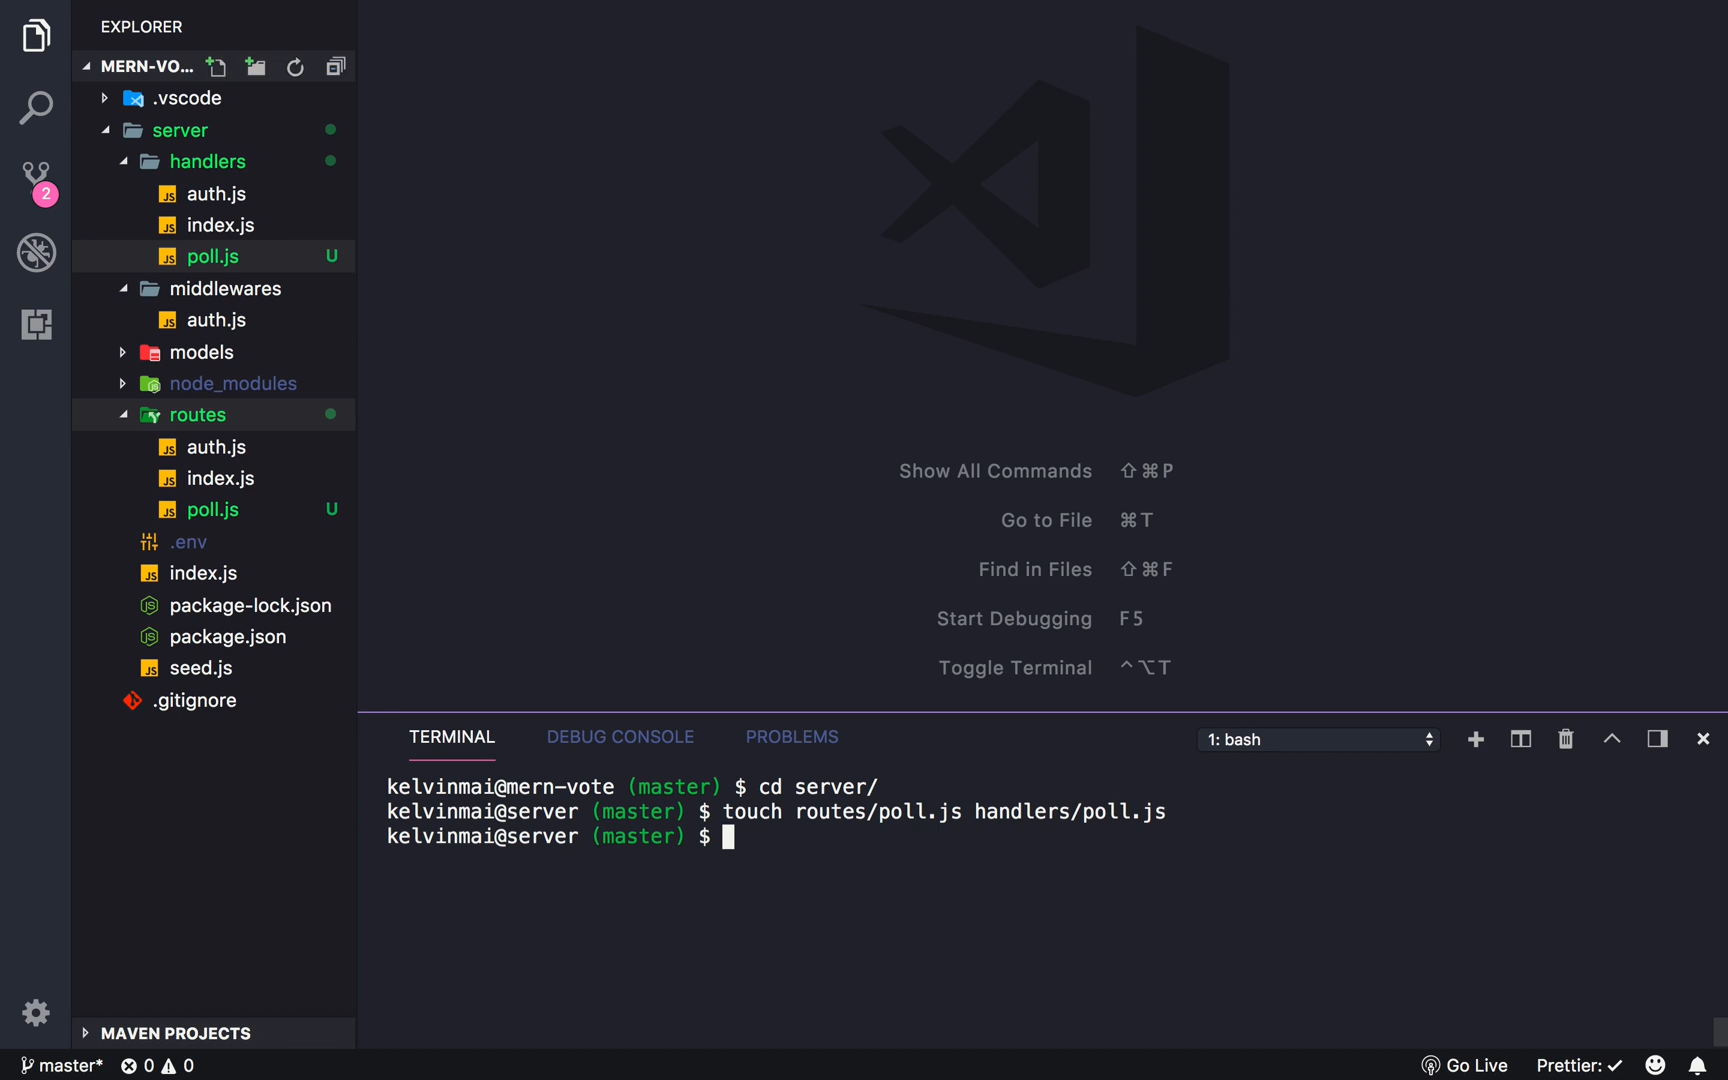 EXPLORER
MERN-VO...
.vscode
server
handlers
auth.js
index.js
poll.js U
middlewares
auth.js
models
node_modules
routes
auth.js
index.js
poll.js U
.env
index.js
package-lock.json
package.json
seed.js
.gitignore
MAVEN PROJECTS
2
Show All Commands ⇧⌘P
Go to File ⌘T
Find in Files ⇧⌘F
Start Debugging F5
Toggle Terminal ^⌥T
TERMINAL DEBUG CONSOLE PROBLEMS 1: bash
kelvinmai@mern-vote (master) $ cd server/
kelvinmai@server (master) $ touch routes/poll.js handlers/poll.js
kelvinmai@server (master) $
master* 0 0 Go Live Prettier: ✓